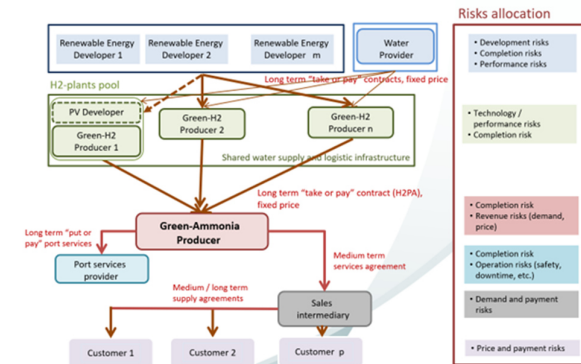 Risks allocation
Renewable Energy
Developer 1
Renewable Energy
Developer 2
Renewable Energy
Developer m
Water
Provider
• Development risks
• Completion risks
• Performance risks
Long term “take or pay” contracts, fixed price
H2-plants pool
PV Developer
Green-H2
Producer 1
Green-H2
Producer 2
Green-H2
Producer n
Shared water supply and logistic infrastructure
• Technology /
performance risks
• Completion risk
Long term “take or pay” contract (H2PA),
fixed price
Green-Ammonia
Producer
• Completion risk
• Revenue risks (demand,
price)
Long term “put or
pay” port services
Port services
provider
Medium term
services agreement
• Completion risk
• Operation risks (safety,
downtime, etc.)
Medium / long term
supply agreements
Sales
intermediary
• Demand and payment
risks
Customer 1
Customer 2
Customer p
• Price and payment risks